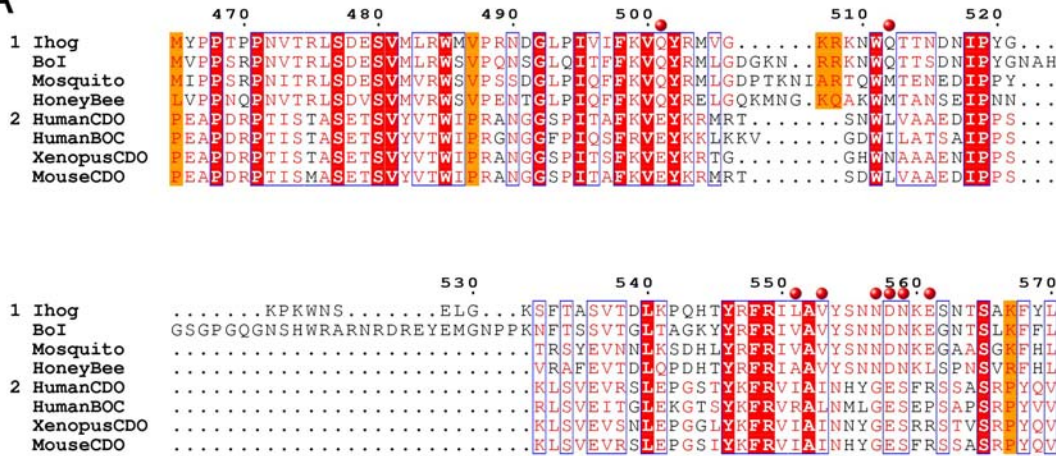 A
470 480 490 500 510 520
1 Ihog MYPPTPPNVTRLSDESVMLRWMVPRNDGLPIVIFKVQYRMVG......KRKNWQTTNDNIPYG...
BoI MVPPSRPNVTRLSDESVMLRWSVPQNSGLQITFFKVQYRMLGDGKN..RRKNWQTTSDNIPYGNAH
Mosquito MIPPSKPNITRLSDDSVMLRWSVPSNDGLPIQFFKVQYRMLGDPTKNIARTQWMTENEDIPPY...
HoneyBee LVPPNQPNVTRLSDVSVMVRWSVPENTGLPIQFFKVQYRELGQKMNG.KQAKWMTANSEIPNN...
2 HumanCDO PEAPDRPTISTASETSVYVTWIPRANGGSPITAFKVEYKRMRT........SNWLVAAEDIPPS...
HumanBOC PEAPDRPTISTASETSVYVTWIPRGNGGFPIQSFRVEYKKLKKV......GDWILATSAIPPS...
XenopusCDO PEAPDRPTISTASETSVYVTWIPRANGGSPITSFKVEYKRTG........GHWNAAAENIPPS...
MouseCDO PEAPDRPTISMASETSVYVTWIPRANGGSPITAFKVEYKRMRT........SDWLVAAEDIPPS...
530 540 550 560 570
1 Ihog .......KPKWNS.......ELG...KSFTASVTDLKPQHTYRFRILAVYSNNDNKESNTSAKFYL
BoI GSGPGQGNSHWRARNRDREYEMGNPPKNFTSSVTGLTAGKYYRFRIVAVYSNNDNKEGNTSLKFFL
Mosquito ...........................TRSYEVNNLKSDHLYRFRIVAVYSNNDNKEGAASGKFHL
HoneyBee ...........................VRAFEVTDLQPDHTYRFRIAAVYSNNDNKLSPNSVRFHL
2 HumanCDO ...........................KLSVEVRSLEPGSTYKFRVIAINHYGESFRSSASRPYQV
HumanBOC ...........................RLSVEITGLEKGTSYKFRVRALNMLGESEPSAPSRPYVV
XenopusCDO ...........................KLSVEVSNLEPGGLYKFRVIAINNYGESRRSTVSRPYQV
MouseCDO ...........................KLSVEVRSLEPGSIYKFRVIAINHYGESFRSSASRPYQV